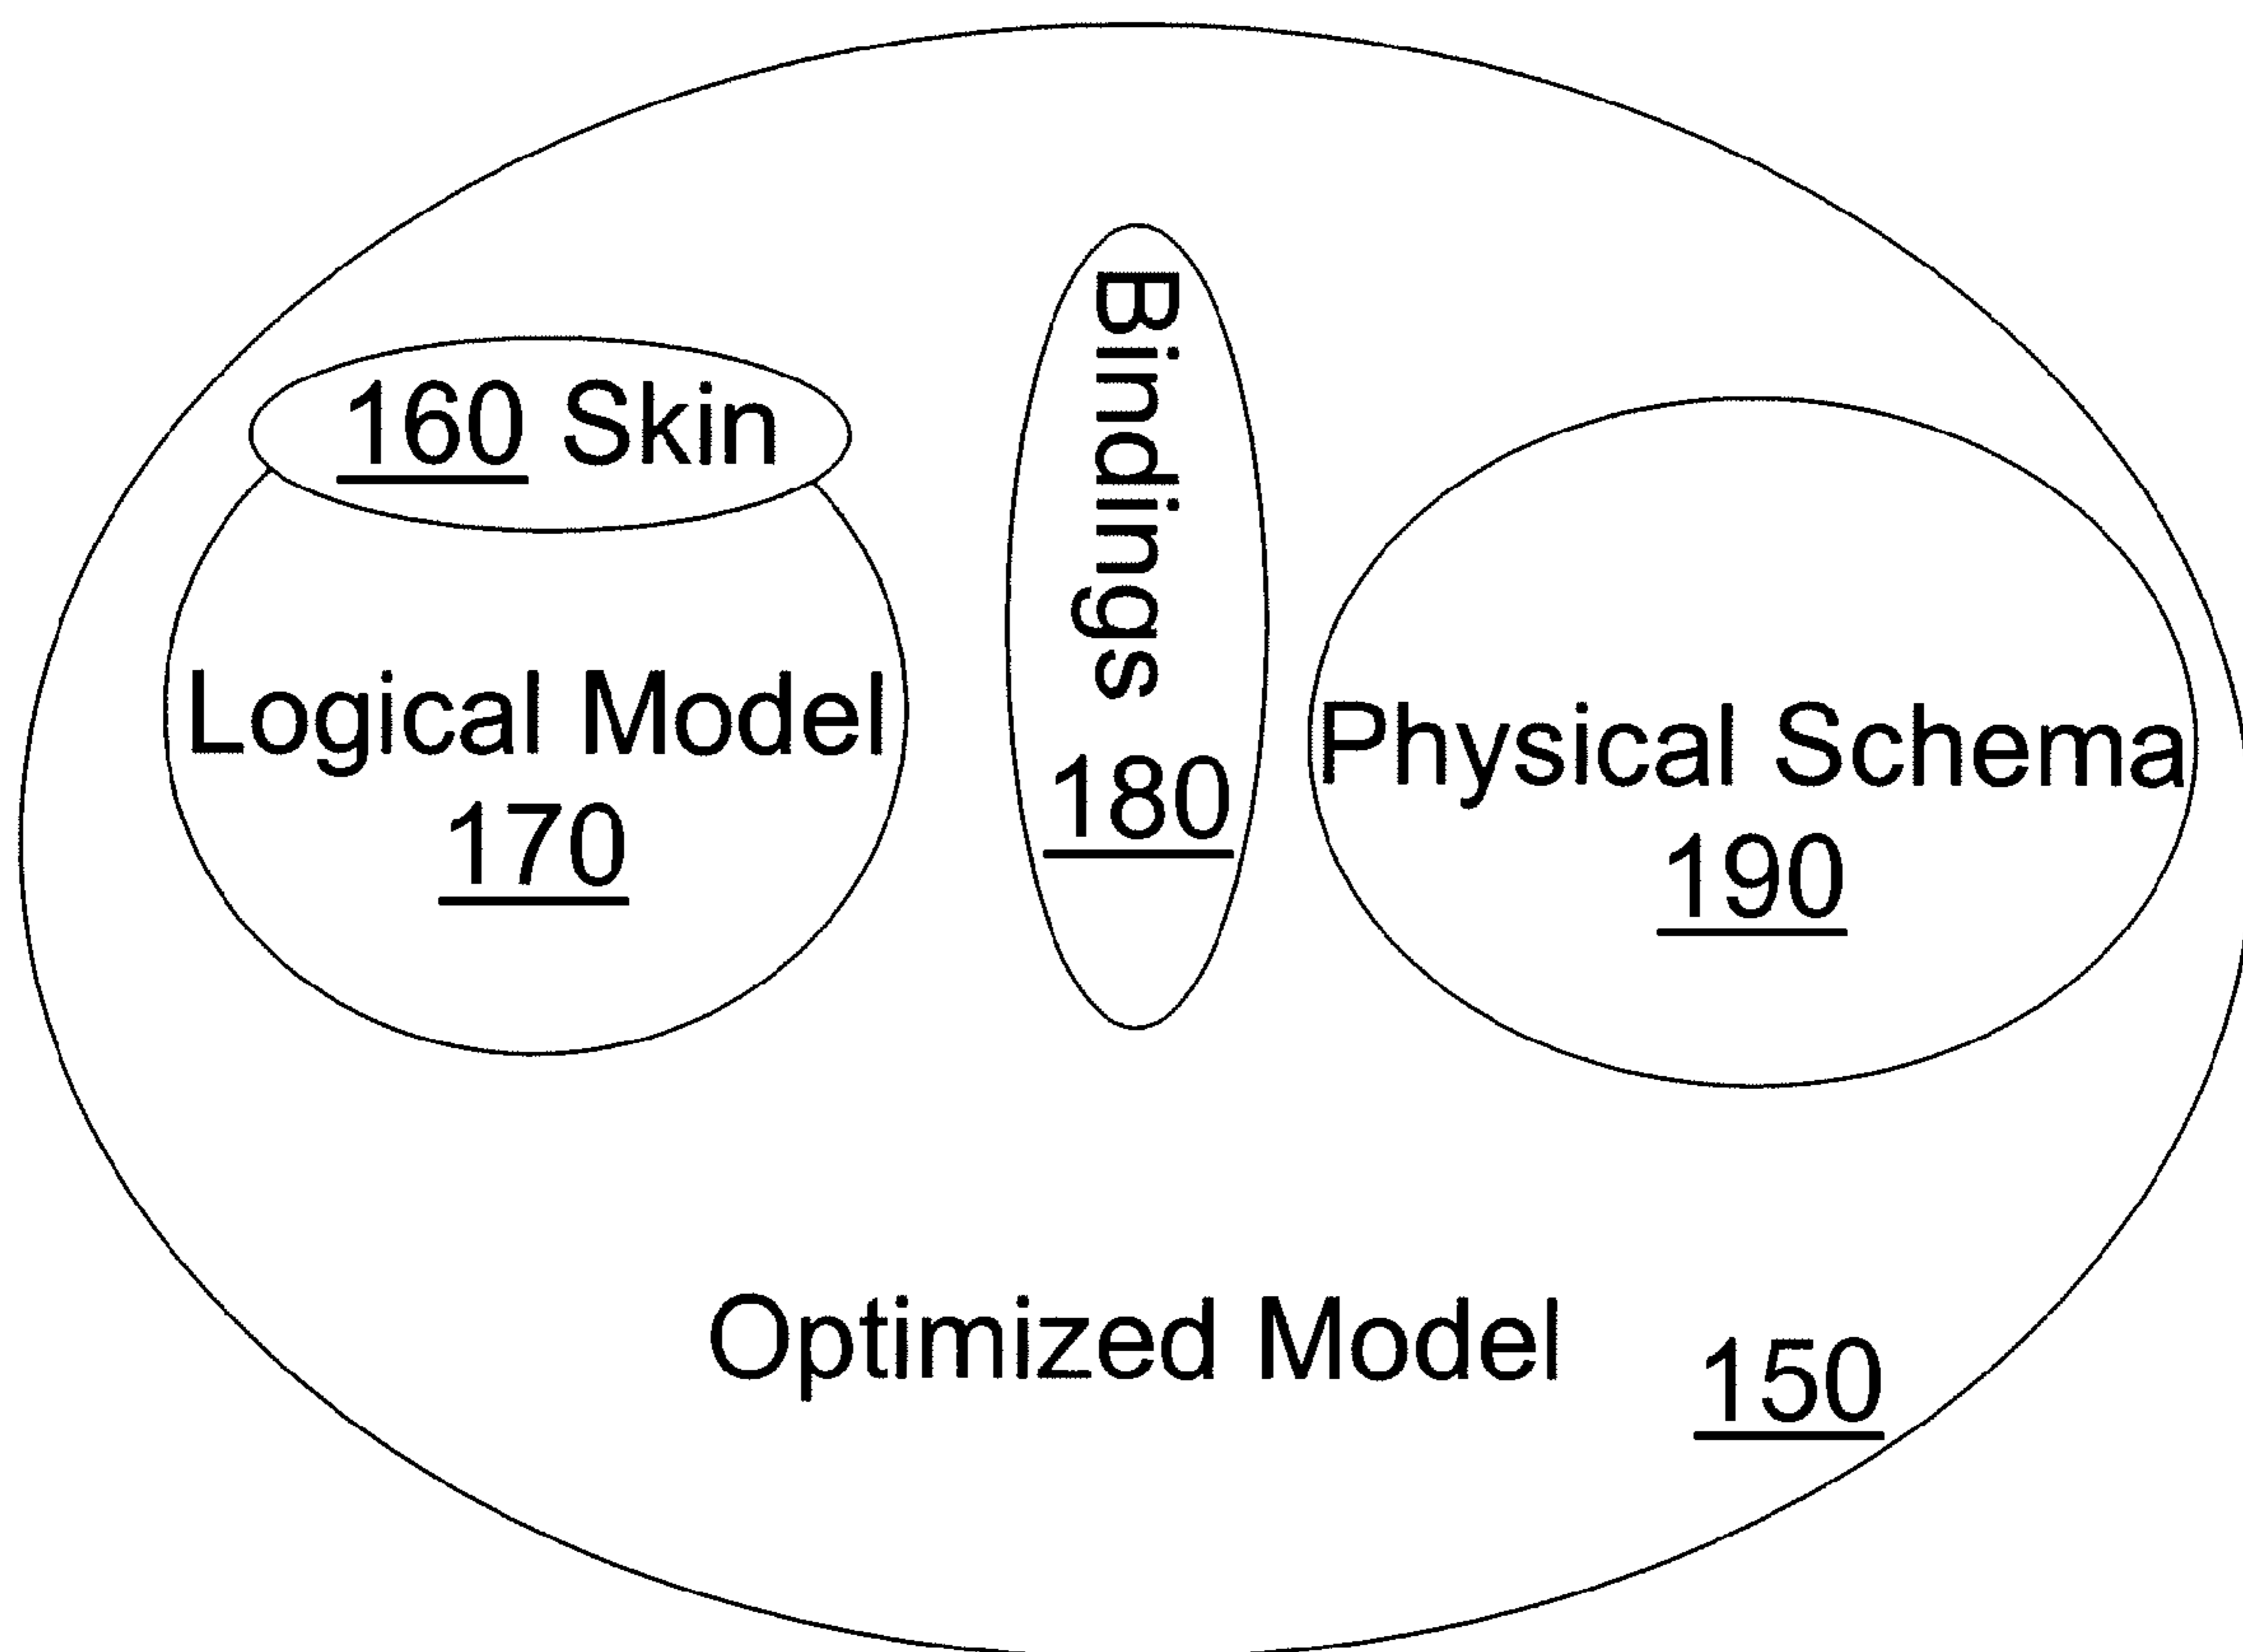 160 Skin
Logical Model
170
Bindings
180
Physical Schema
190
Optimized Model
150